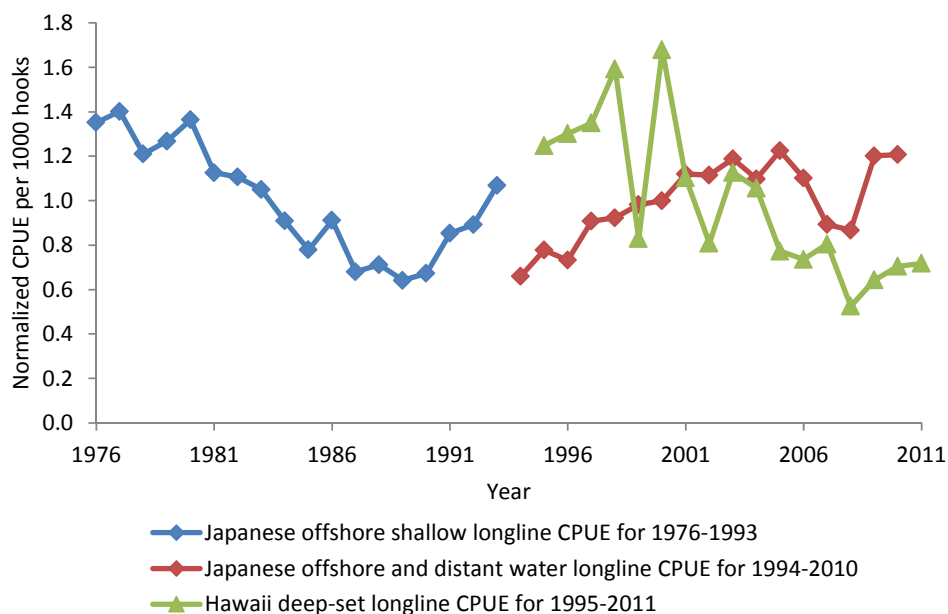 Normalized CPUE per 1000 hooks
1.8
1.6
1.4
1.2
1.0
0.8
0.6
0.4
0.2
0.0
1976 1981 1986 1991 1996 2001 2006 2011
Year
Japanese offshore shallow longline CPUE for 1976-1993
Japanese offshore and distant water longline CPUE for 1994-2010
Hawaii deep-set longline CPUE for 1995-2011